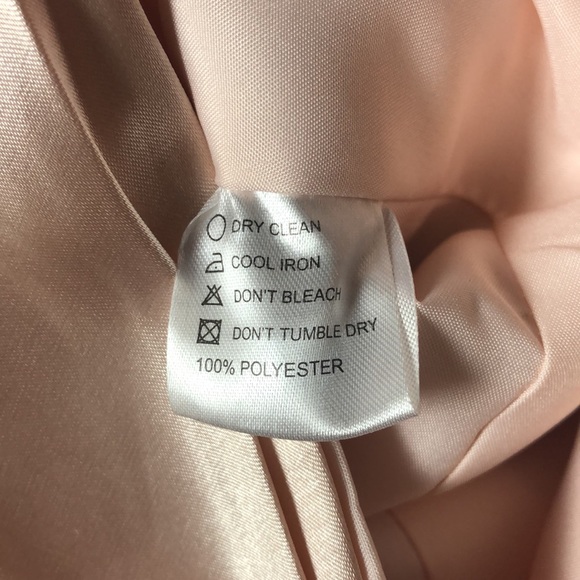 DRY CLEAN
COOL IRON
DON'T BLEACH
DON'T TUMBLE DRY
100% POLYESTER